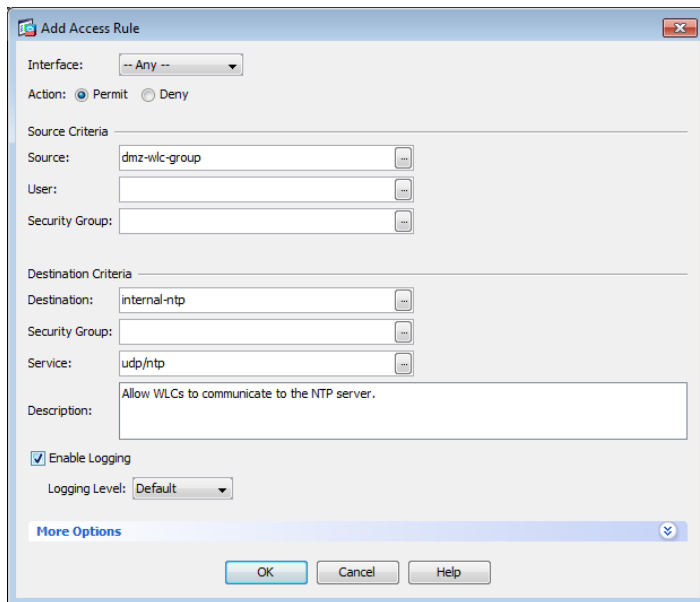 Add Access Rule
Interface: -- Any --
Action: Permit Deny
Source Criteria
Source: dmz-wlc-group ...
User: ...
Security Group: ...
Destination Criteria
Destination: internal-ntp ...
Security Group: ...
Service: udp/ntp ...
Description: Allow WLCs to communicate to the NTP server.
Enable Logging
Logging Level: Default
More Options
OK Cancel Help